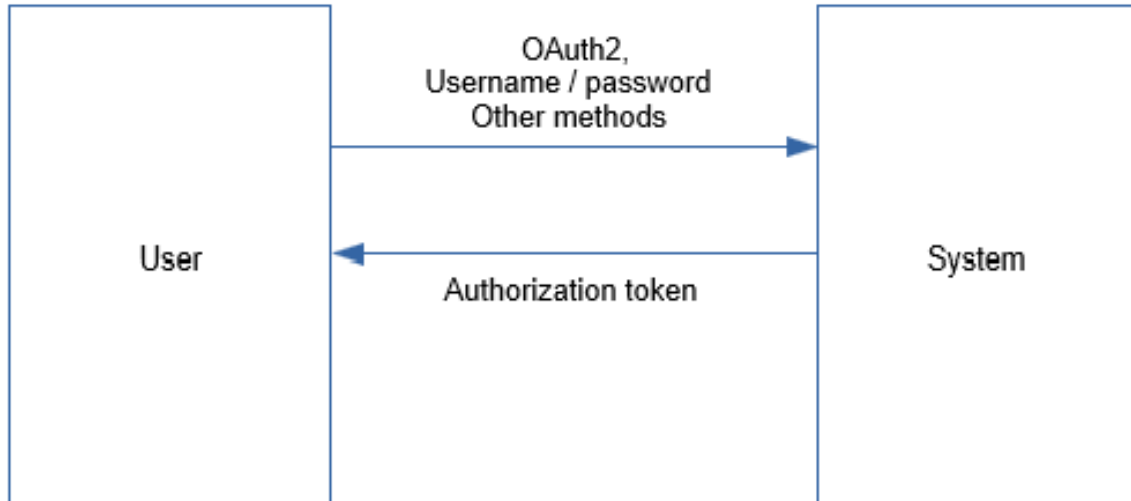 OAuth2,
Username / password
Other methods
User
System
Authorization token